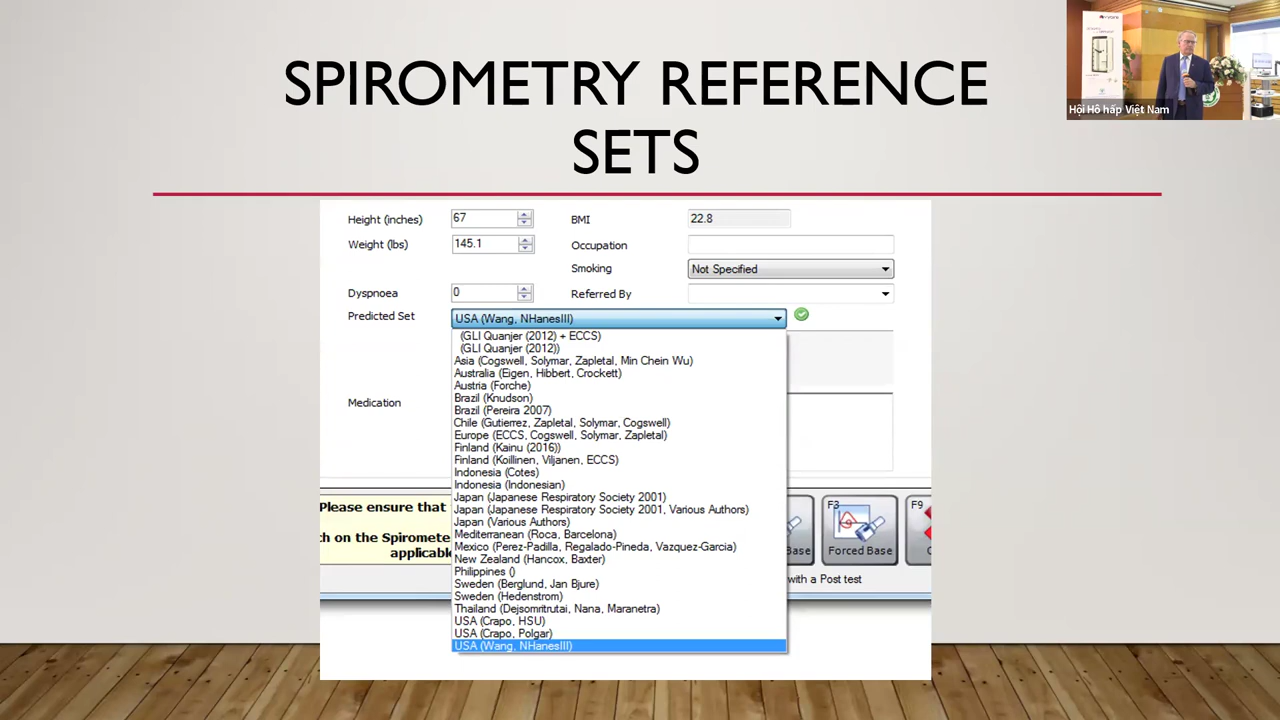 SPIROMETRY REFERENCE
SETS
Hội Hô hấp Việt Nam
Height (inches) 67 BMI 22.8
Weight (lbs) 145.1 Occupation
Smoking Not Specified
Dyspnoea 0 Referred By
Predicted Set USA (Wang, NHanesIII)
(GLI Quanjer (2012) + ECCS)
(GLI Quanjer (2012))
Asia (Cogswell, Solymar, Zapletal, Min Chein Wu)
Australia (Eigen, Hibbert, Crockett)
Austria (Forche)
Brazil (Knudson)
Medication
Brazil (Pereira 2007)
Chile (Gutierrez, Zapletal, Solymar, Cogswell)
Europe (ECCS, Cogswell, Solymar, Zapletal)
Finland (Kainu (2016))
Finland (Koillinen, Viljanen, ECCS)
Indonesia (Cotes)
Indonesia (Indonesian)
Japan (Japanese Respiratory Society 2001)
Japan (Japanese Respiratory Society 2001, Various Authors)
Japan (Various Authors)
Mediterranean (Roca, Barcelona)
Mexico (Perez-Padilla, Regalado-Pineda, Vazquez-Garcia)
New Zealand (Hancox, Baxter)
Philippines ()
Sweden (Berglund, Jan Bjure)
Sweden (Hedenstrom)
Thailand (Dejsomritrutai, Nana, Maranetra)
USA (Crapo, HSU)
USA (Crapo, Polgar)
USA (Wang, NHanesIII)
Please ensure that
ch on the Spiromete
applicab
Base
F3
Forced Base
F9
with a Post test